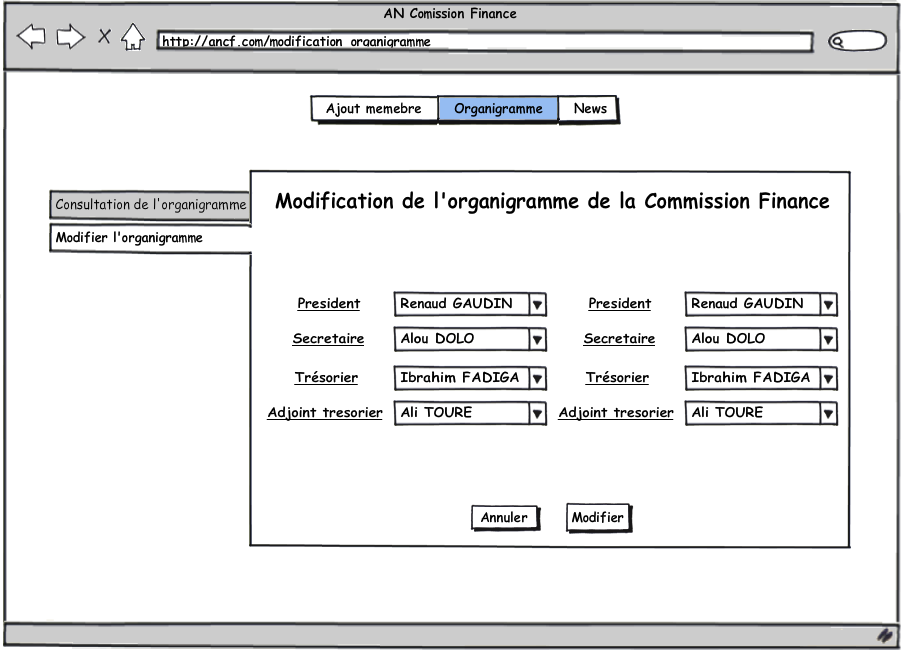 AN Comission Finance
http://ancf.com/modification_organigramme
Ajout memebre Organigramme News
Consultation de l'organigramme
Modifier l'organigramme
Modification de l'organigramme de la Commission Finance
President Renaud GAUDIN President Renaud GAUDIN
Secretaire Alou DOLO Secretaire Alou DOLO
Trésorier Ibrahim FADIGA Trésorier Ibrahim FADIGA
Adjoint tresorier Ali TOURE Adjoint tresorier Ali TOURE
Annuler Modifier